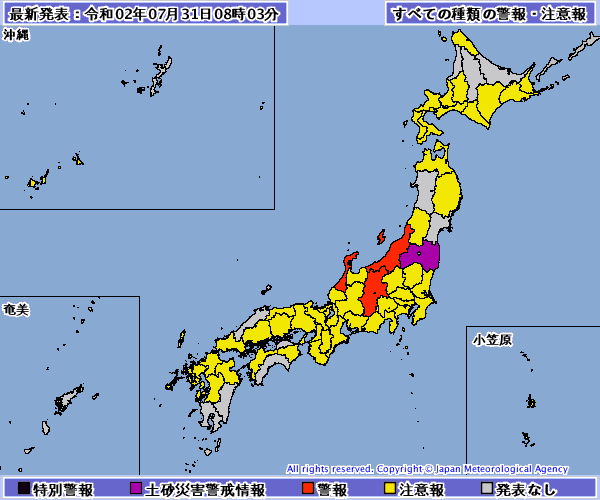 最新発表：令和02年07月31日08時03分
すべての種類の警報・注意報
沖縄
奄美
小笠原
All rights reserved. Copyright © Japan Meteorological Agency
特別警報 土砂災害警戒情報 警報 注意報 発表なし